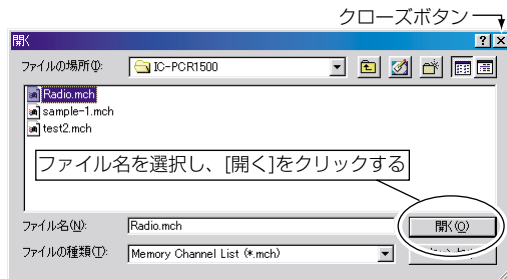 クローズボタン
開く
ファイルの場所(I):
IC-PCR1500
Radio.mch
sample-1.mch
test2.mch
ファイル名を選択し、[開く]をクリックする
ファイル名(N):
Radio.mch
開く(O)
ファイルの種類(T):
Memory Channel List (*.mch)